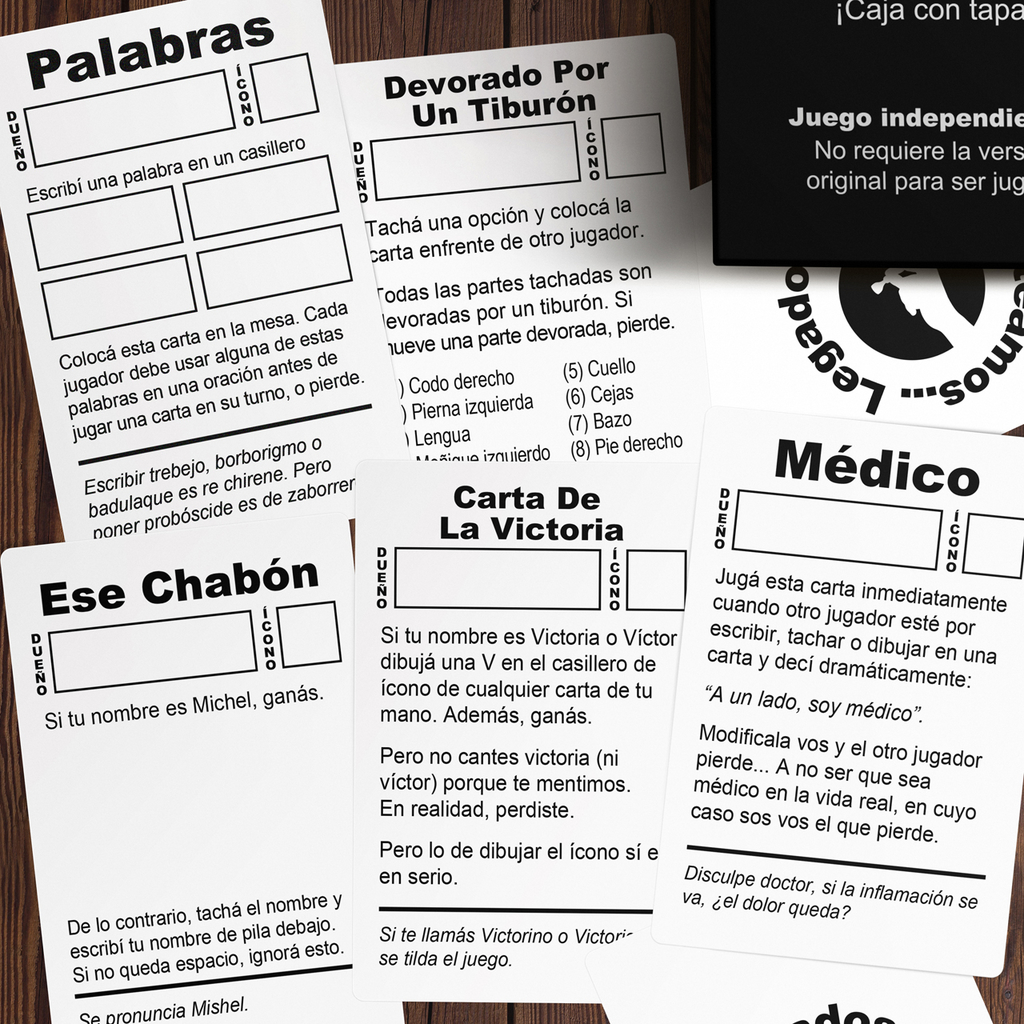 Palabras
DUEÑO
ÍCONO
Escribí una palabra en un casillero
Colocá esta carta en la mesa. Cada
jugador debe usar alguna de estas
palabras en una oración antes de
jugar una carta en su turno, o pierde.
Escribir trebejo, borborigmo o
badulaque es re chirene. Pero
poner probóscide es de zaborrer
Devorado Por
Un Tiburón
DUEÑO
ÍCONO
Tachá una opción y colocá la
carta enfrente de otro jugador.
Todas las partes tachadas son
devoradas por un tiburón. Si
mueve una parte devorada, pierde.
) Codo derecho
) Pierna izquierda
) Lengua
Meñique izquierdo
(5) Cuello
(6) Cejas
(7) Bazo
(8) Pie derecho
¡Caja con tapa
Juego independie
No requiere la vers
original para ser jug
Legado
Ese Chabón
DUEÑO
ÍCONO
Si tu nombre es Michel, ganás.
De lo contrario, tachá el nombre y
escribí tu nombre de pila debajo.
Si no queda espacio, ignorá esto.
Se pronuncia Mishel.
Carta De
La Victoria
DUEÑO
ÍCONO
Si tu nombre es Victoria o Víctor
dibujá una V en el casillero de
ícono de cualquier carta de tu
mano. Además, ganás.
Pero no cantes victoria (ni
víctor) porque te mentimos.
En realidad, perdiste.
Pero lo de dibujar el ícono sí e
en serio.
Si te llamás Victorino o Victoria
se tilda el juego.
Médico
DUEÑO
ÍCONO
Jugá esta carta inmediatamente
cuando otro jugador esté por
escribir, tachar o dibujar en una
carta y decí dramáticamente:
“A un lado, soy médico”.
Modificala vos y el otro jugador
pierde... A no ser que sea
médico en la vida real, en cuyo
caso sos vos el que pierde.
Disculpe doctor, si la inflamación se
va, ¿el dolor queda?